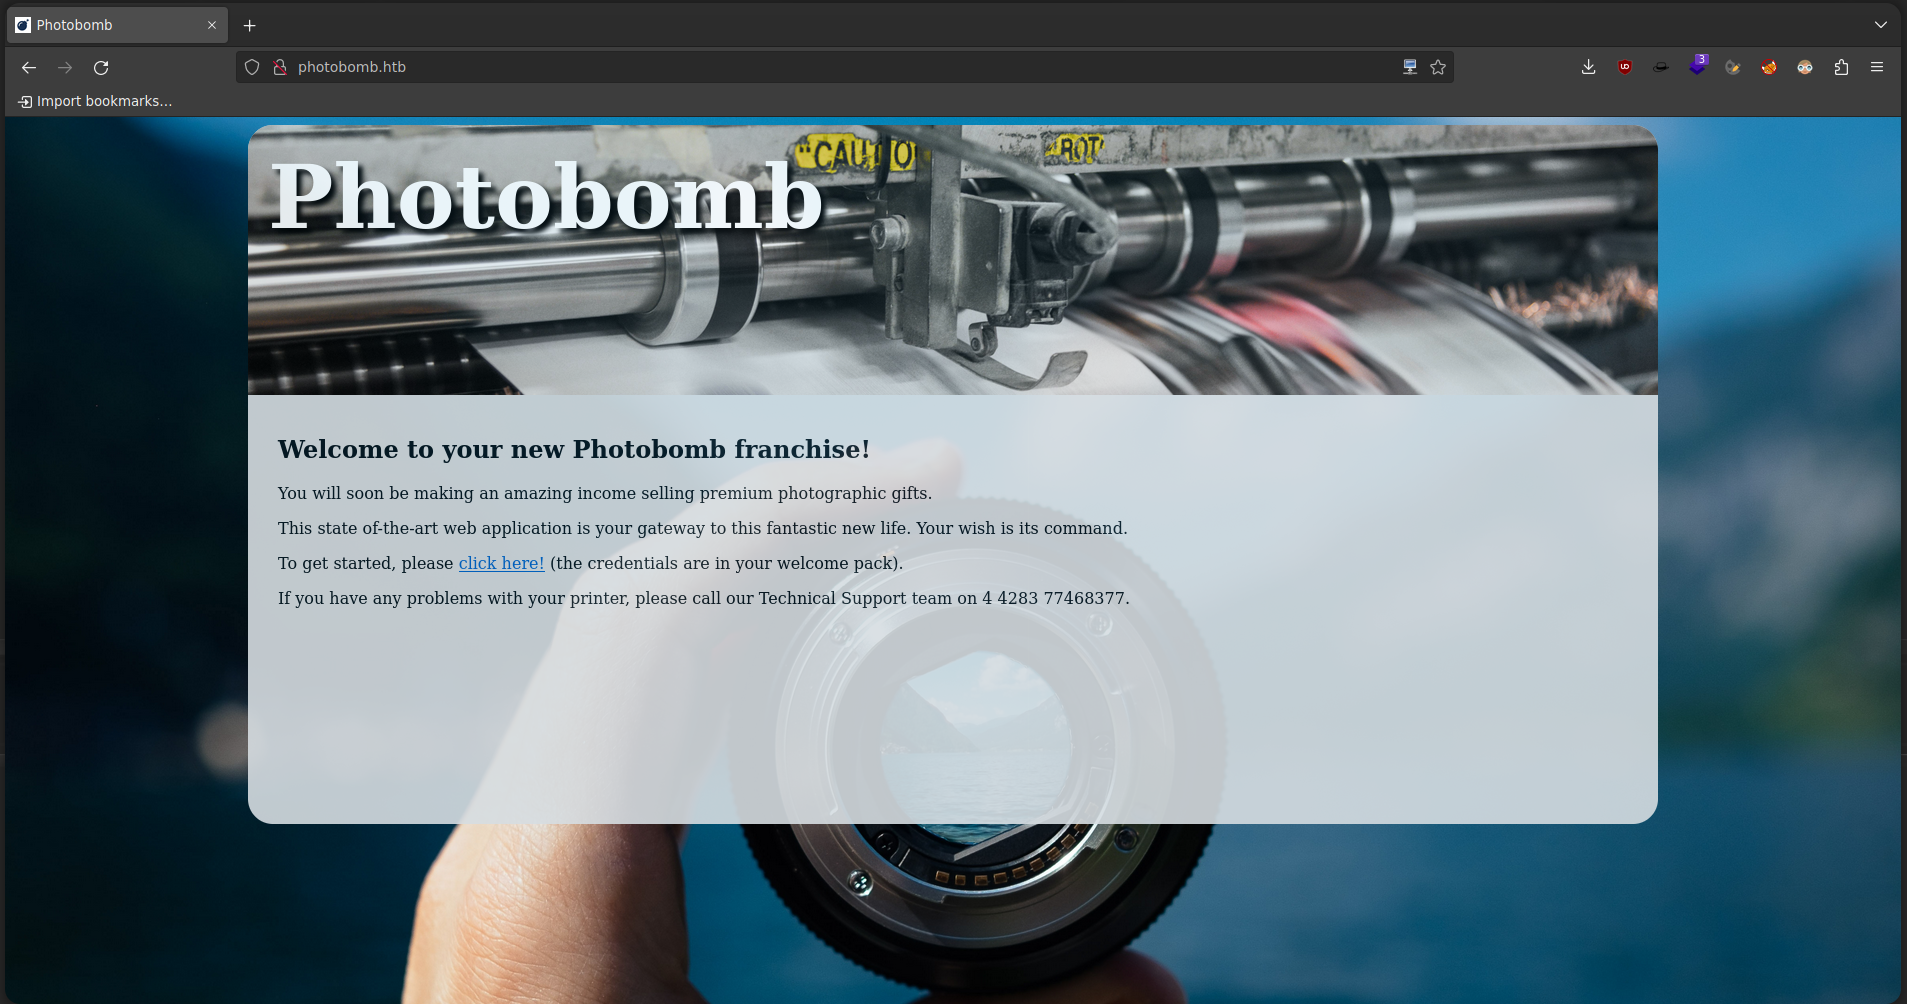 Photobomb
photobomb.htb
3
Import bookmarks...
"CAU IO
ROT
Photobomb
Welcome to your new Photobomb franchise!
You will soon be making an amazing income selling premium photographic gifts.
This state of-the-art web application is your gateway to this fantastic new life. Your wish is its command.
To get started, please click here! (the credentials are in your welcome pack).
If you have any problems with your printer, please call our Technical Support team on 4 4283 77468377.